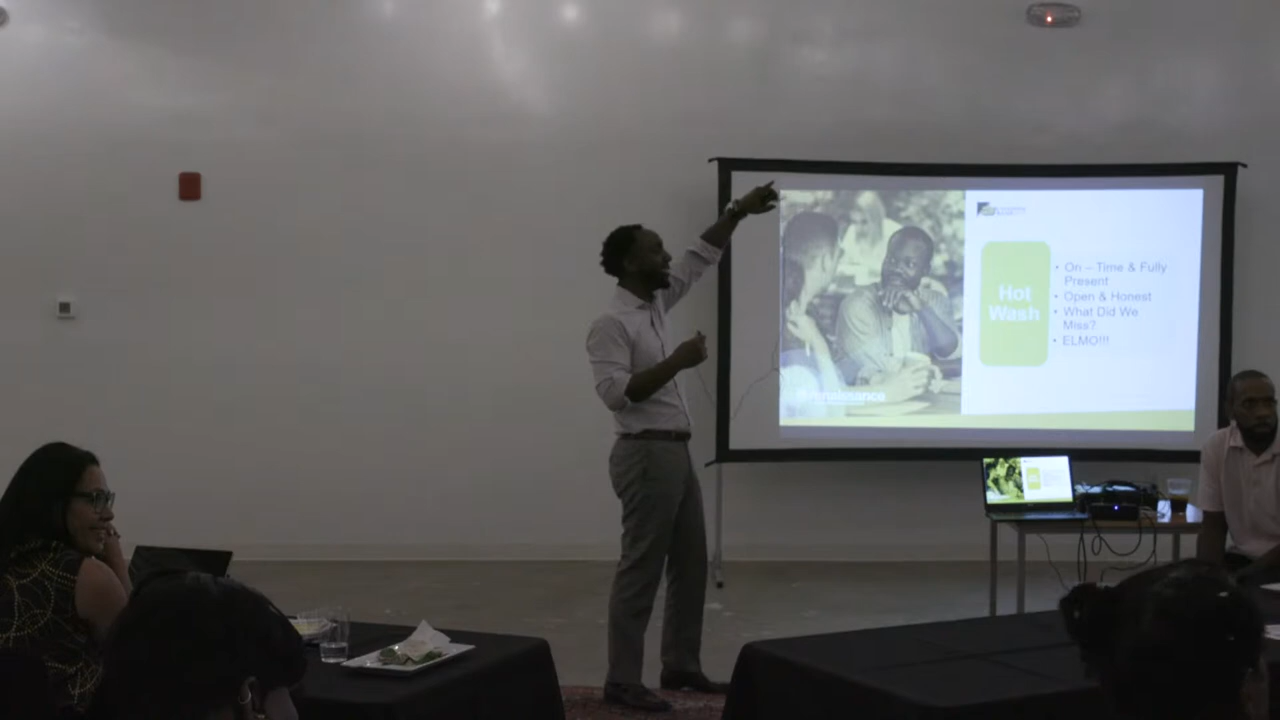 Hot
Wash
• On – Time & Fully
Present
• Open & Honest
• What Did We
Miss?
• ELMO!!!